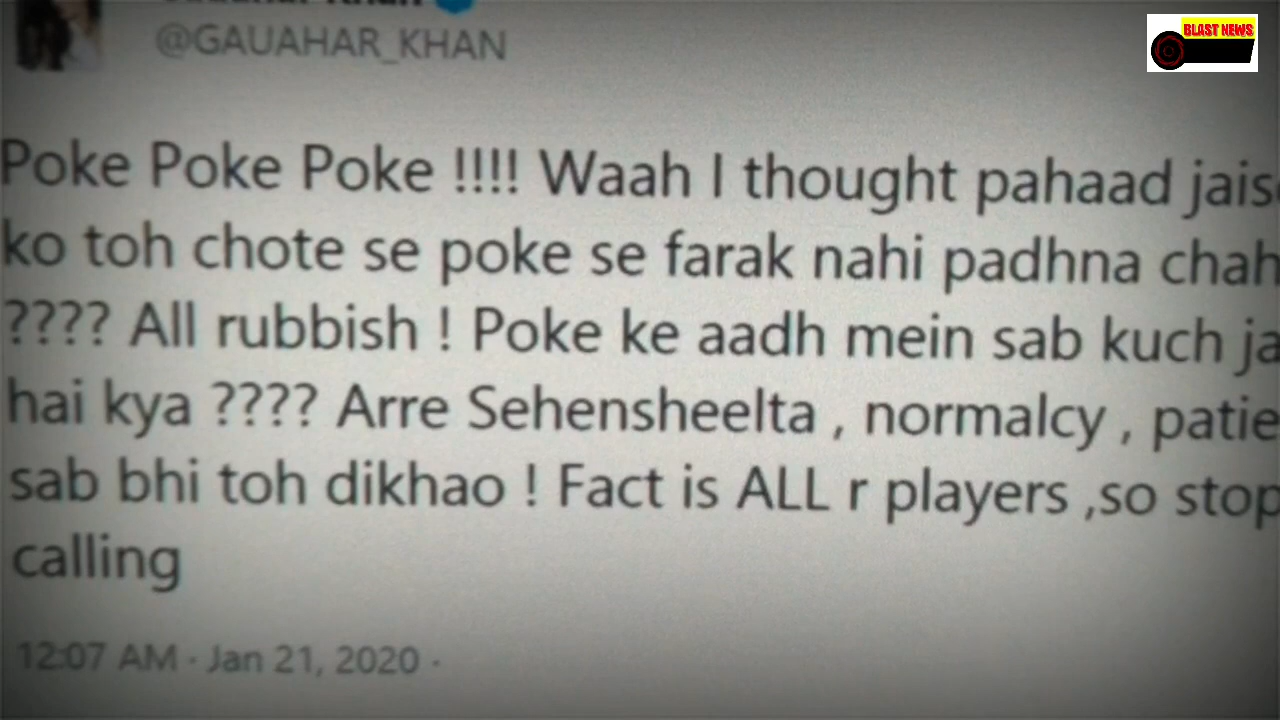 @GAUAHAR_KHAN
BLAST NEWS
Poke Poke Poke !!!! Waah I thought pahaad jais
ko toh chote se poke se farak nahi padhna chah
???? All rubbish ! Poke ke aadh mein sab kuch ja
hai kya ???? Arre Sehensheelta , normalcy , patie
sab bhi toh dikhao ! Fact is ALL r players ,so stop
calling
12:07 AM · Jan 21, 2020 ·